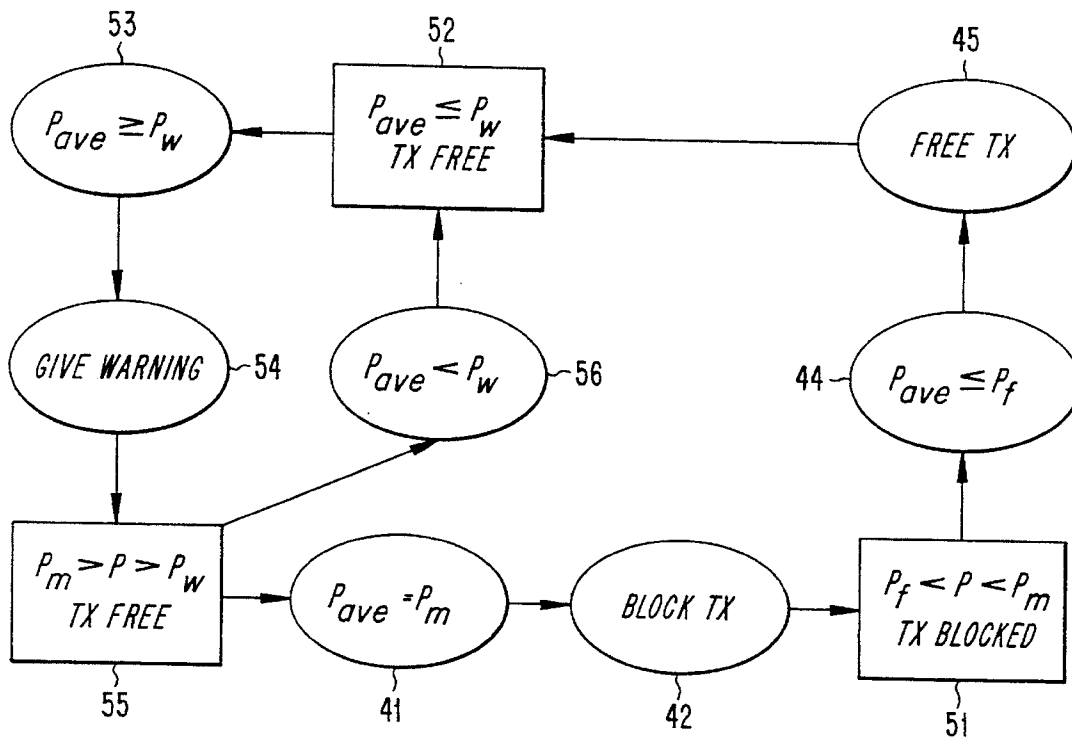 53
52
45
P_ave ≥ P_w
P_ave ≤ P_w
TX FREE
FREE TX
GIVE WARNING
54
P_ave < P_w
56
44
P_ave ≤ P_f
P_m > P > P_w
TX FREE
P_ave = P_m
BLOCK TX
P_f < P < P_m
TX BLOCKED
55
41
42
51